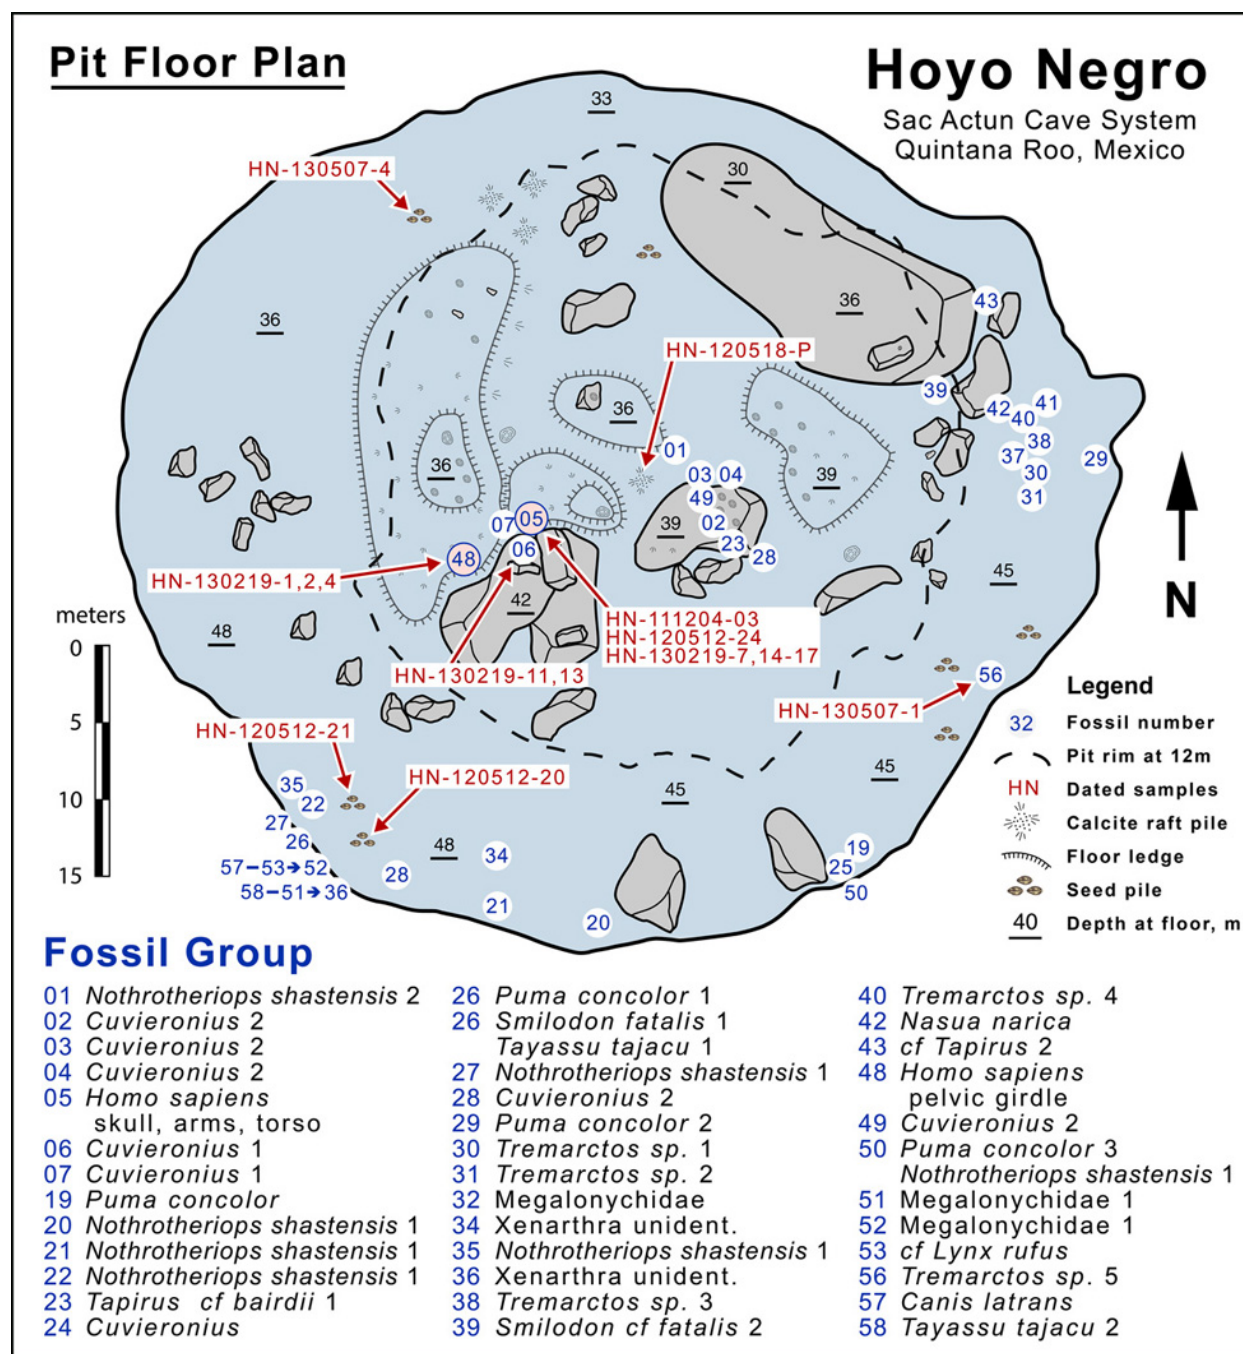 Pit Floor Plan
Hoyo Negro
Sac Actun Cave System
Quintana Roo, Mexico
33
HN-130507-4
30
36
36
43
HN-120518-P
39
36
42
40
41
01
38
37
29
36
03
04
30
39
49
31
05
07
02
39
06
23
28
48
HN-130219-1,2,4
45
42
N
meters
HN-111204-03
HN-120512-24
HN-130219-7,14-17
48
0
HN-130219-11,13
56
Legend
HN-130507-1
5
32 Fossil number
HN-120512-21
Pit rim at 12m
HN-120512-20
45
45
HN Dated samples
35
22
10
Calcite raft pile
27
26
48
34
19
Floor ledge
57–53→52
28
25
15
58–51→36
50
Seed pile
21
20
40 Depth at floor, m
Fossil Group
01 Nothrotheriops shastensis 2
02 Cuvieronius 2
03 Cuvieronius 2
04 Cuvieronius 2
05 Homo sapiens
skull, arms, torso
06 Cuvieronius 1
07 Cuvieronius 1
19 Puma concolor
20 Nothrotheriops shastensis 1
21 Nothrotheriops shastensis 1
22 Nothrotheriops shastensis 1
23 Tapirus cf bairdii 1
24 Cuvieronius
26 Puma concolor 1
26 Smilodon fatalis 1
Tayassu tajacu 1
27 Nothrotheriops shastensis 1
28 Cuvieronius 2
29 Puma concolor 2
30 Tremarctos sp. 1
31 Tremarctos sp. 2
32 Megalonychidae
34 Xenarthra unident.
35 Nothrotheriops shastensis 1
36 Xenarthra unident.
38 Tremarctos sp. 3
39 Smilodon cf fatalis 2
40 Tremarctos sp. 4
42 Nasua narica
43 cf Tapirus 2
48 Homo sapiens
pelvic girdle
49 Cuvieronius 2
50 Puma concolor 3
Nothrotheriops shastensis 1
51 Megalonychidae 1
52 Megalonychidae 1
53 cf Lynx rufus
56 Tremarctos sp. 5
57 Canis latrans
58 Tayassu tajacu 2